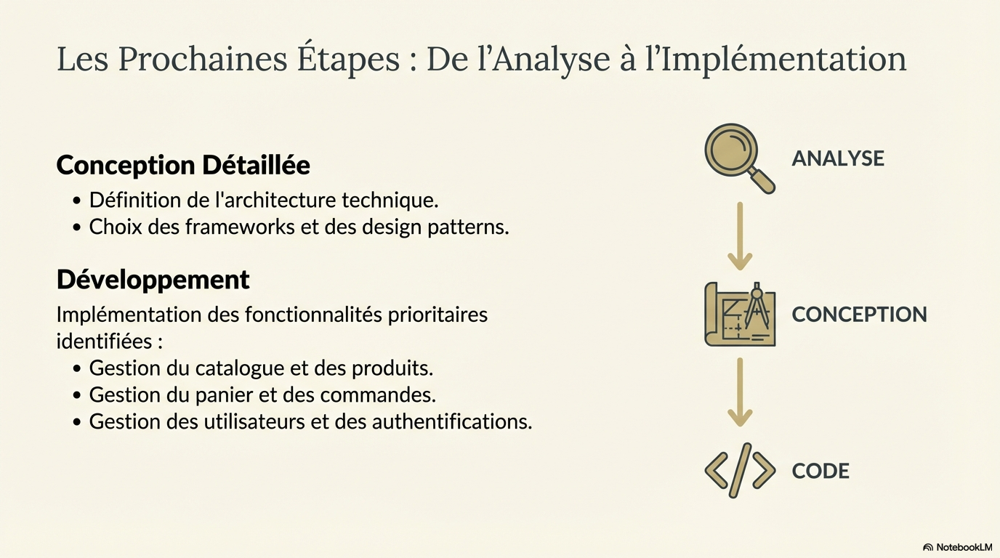 Les Prochaines Étapes : De l’Analyse à l’Implémentation
Conception Détaillée
• Définition de l'architecture technique.
• Choix des frameworks et des design patterns.
Développement
Implémentation des fonctionnalités prioritaires
identifiées :
• Gestion du catalogue et des produits.
• Gestion du panier et des commandes.
• Gestion des utilisateurs et des authentifications.
ANALYSE
CONCEPTION
CODE
NotebookLM